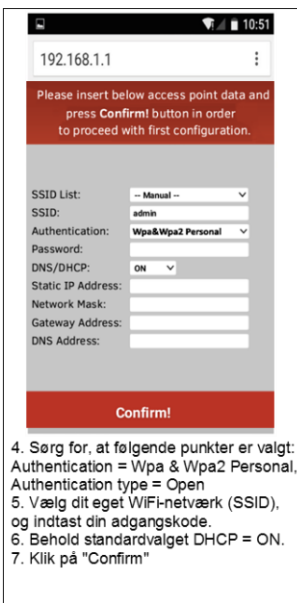 10:51
192.168.1.1
Please insert below access point data and
press Confirm! button in order
to proceed with first configuration.
SSID List: -- Manual --
SSID: admin
Authentication: Wpa&Wpa2 Personal
Password:
DNS/DHCP: ON
Static IP Address:
Network Mask:
Gateway Address:
DNS Address:
Confirm!
4. Sørg for, at følgende punkter er valgt:
Authentication = Wpa & Wpa2 Personal,
Authentication type = Open
5. Vælg dit eget WiFi-netværk (SSID),
og indtast din adgangskode.
6. Behold standardvalget DHCP = ON.
7. Klik på "Confirm"